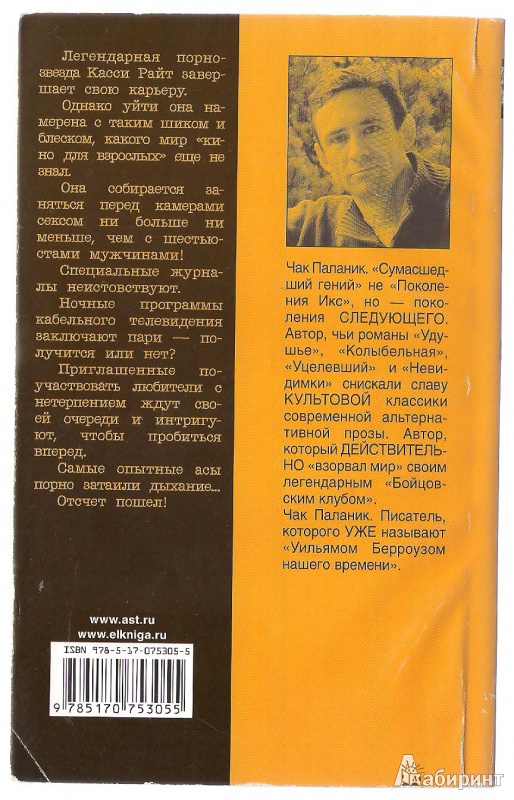 Легендарная порно-
звезда Касси Райт завер-
шает свою карьеру.
Однако уйти она на-
мерена с таким шиком и
блеском, какого мир «ки-
но для взрослых» еще не
знал.
Она собирается за-
няться перед камерами
сексом ни больше ни
меньше, чем с шестью-
стами мужчинами!
Специальные журна-
лы неистовствуют.
Ночные программы
кабельного телевидения
заключают пари — по-
лучится или нет?
Приглашенные по-
участвовать любители с
нетерпением ждут сво-
ей очереди и интригу-
ют, чтобы пробиться
вперед.
Самые опытные асы
порно затаили дыхание...
Отсчет пошел!
www.ast.ru
www.elkniga.ru
ISBN 978-5-17-075305-5
9 785170 753055
Чак Паланик. «Сумасшед-
ший гений» не «Поколе-
ния Икс», но — поко-
ления СЛЕДУЮЩЕГО.
Автор, чьи романы «Уду-
шье», «Колыбельная»,
«Уцелевший» и «Неви-
димки» снискали славу
КУЛЬТОВОЙ классики
современной альтерна-
тивной прозы. Автор,
который ДЕЙСТВИТЕЛЬ-
НО «взорвал мир» своим
легендарным «Бойцов-
ским клубом».
Чак Паланик. Писатель,
которого УЖЕ называют
«Уильямом Берроузом
нашего времени».
Лабиринт